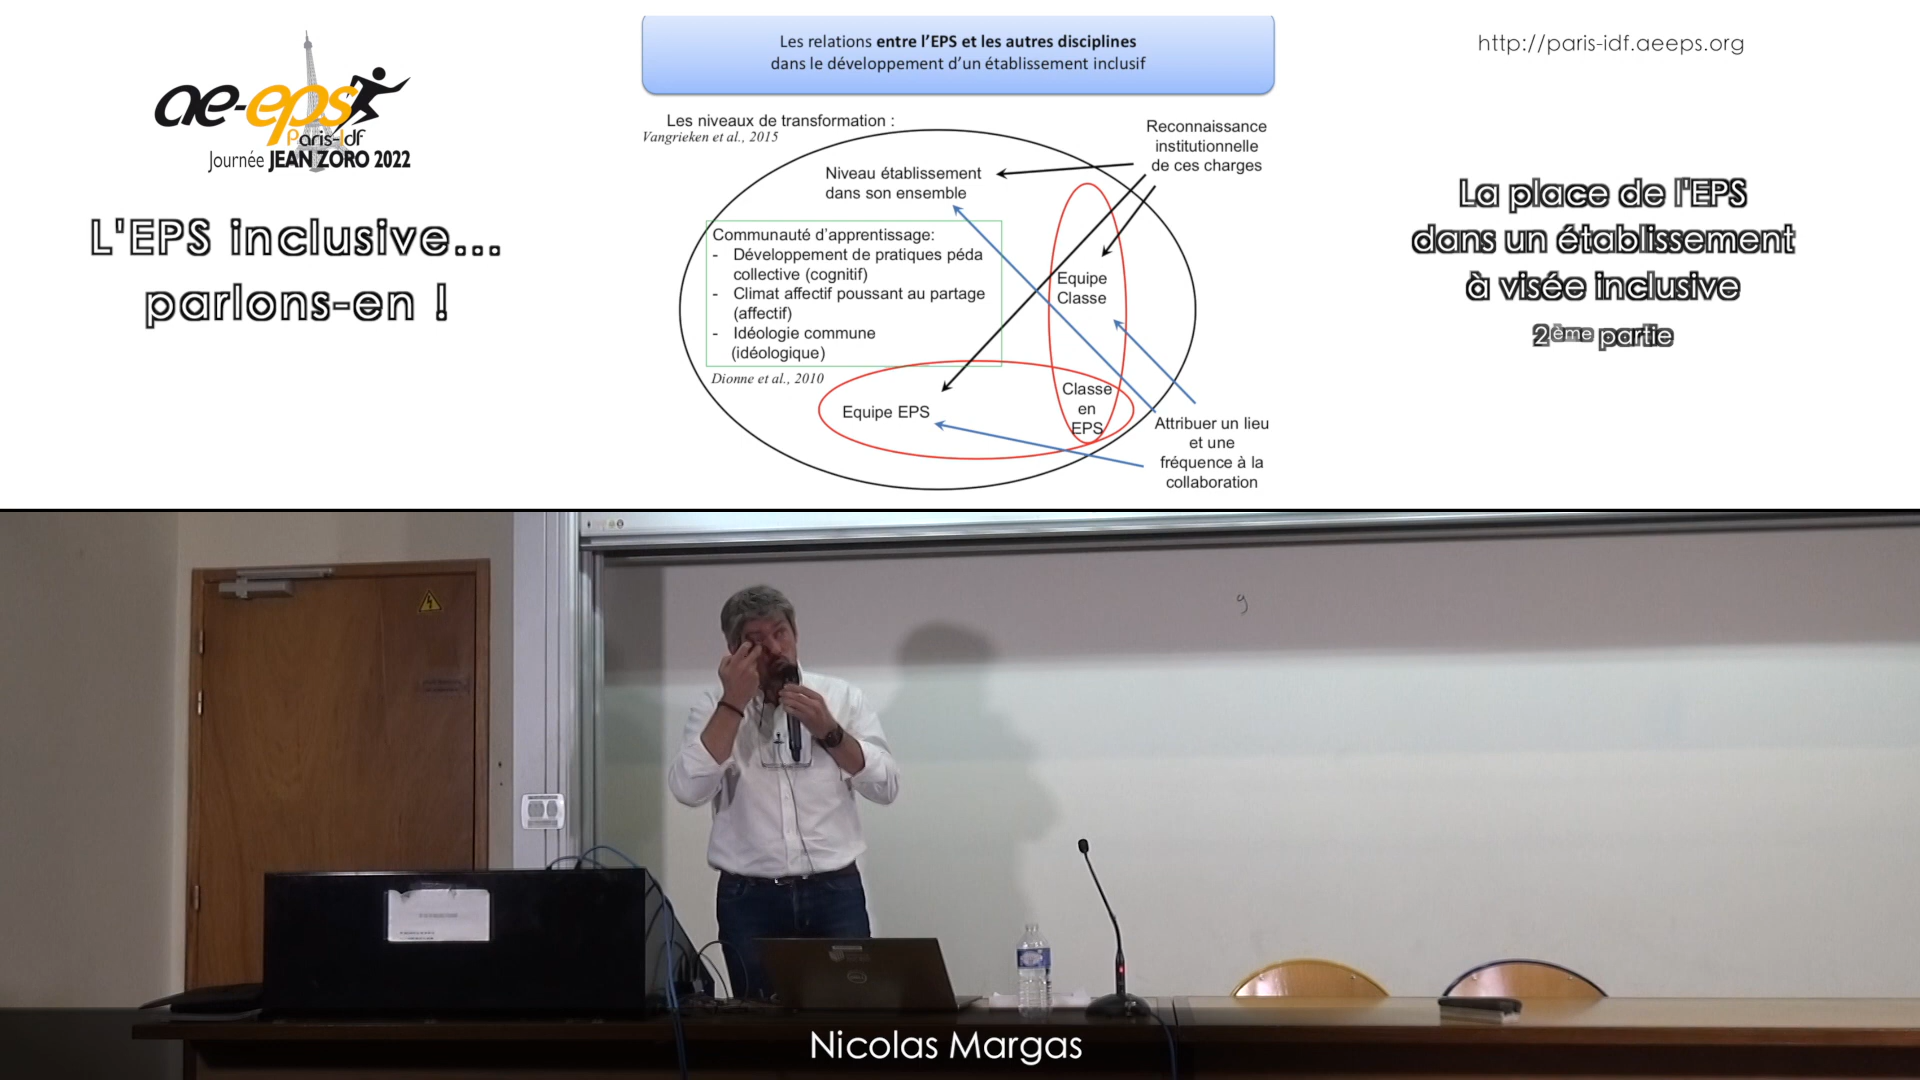 ae-eps
Paris-Idf
Journée JEAN ZORO 2022
L'EPS inclusive...
parlons-en !
Les relations entre l'EPS et les autres disciplines
dans le développement d'un établissement inclusif
Les niveaux de transformation :
Vangrieken et al., 2015
Niveau établissement
dans son ensemble
Communauté d'apprentissage:
- Développement de pratiques péda
collective (cognitif)
- Climat affectif poussant au partage
(affectif)
- Idéologie commune
(idéologique)
Dionne et al., 2010
Equipe EPS
Equipe
Classe
Classe
en
EPS
Reconnaissance
institutionnelle
de ces charges
Attribuer un lieu
et une
fréquence à la
collaboration
http://paris-idf.aeeps.org
La place de l'EPS
dans un établissement
à visée inclusive
2ème partie
Nicolas Margas